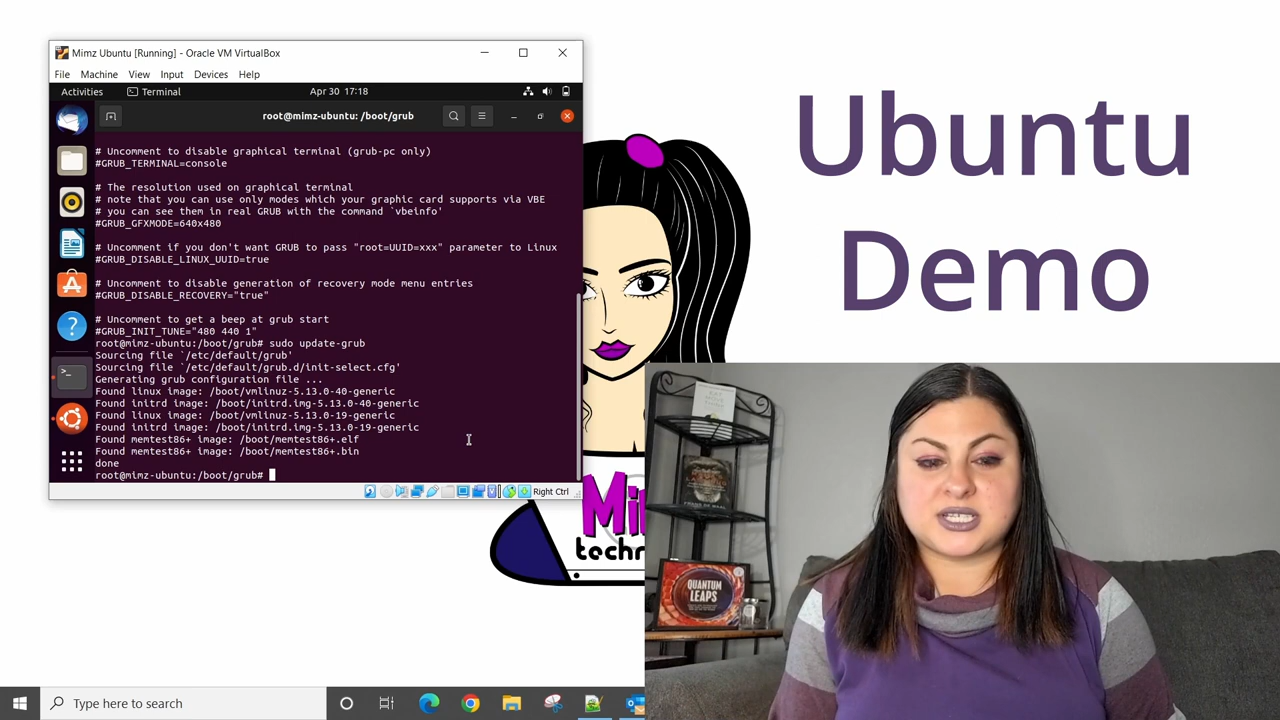 Mimz Ubuntu [Running] - Oracle VM VirtualBox
File Machine View Input Devices Help
Activities Terminal Apr 30 17:18
root@mimz-ubuntu: /boot/grub
# Uncomment to disable graphical terminal (grub-pc only)
#GRUB_TERMINAL=console
# The resolution used on graphical terminal
# note that you can use only modes which your graphic card supports via VBE
# you can see them in real GRUB with the command `vbeinfo'
#GRUB_GFXMODE=640x480
# Uncomment if you don't want GRUB to pass "root=UUID=xxx" parameter to Linux
#GRUB_DISABLE_LINUX_UUID=true
# Uncomment to disable generation of recovery mode menu entries
#GRUB_DISABLE_RECOVERY="true"
# Uncomment to get a beep at grub start
#GRUB_INIT_TUNE="480 440 1"
root@mimz-ubuntu:/boot/grub# sudo update-grub
Sourcing file `/etc/default/grub'
Sourcing file `/etc/default/grub.d/init-select.cfg'
Generating grub configuration file ...
Found linux image: /boot/vmlinuz-5.13.0-40-generic
Found initrd image: /boot/initrd.img-5.13.0-40-generic
Found linux image: /boot/vmlinuz-5.13.0-19-generic
Found initrd image: /boot/initrd.img-5.13.0-19-generic
Found memtest86+ image: /boot/memtest86+.elf
Found memtest86+ image: /boot/memtest86+.bin
done
root@mimz-ubuntu:/boot/grub#
Right Ctrl
Ubuntu
Demo
Mi
techn
QUANTUM
LEAPS
Type here to search